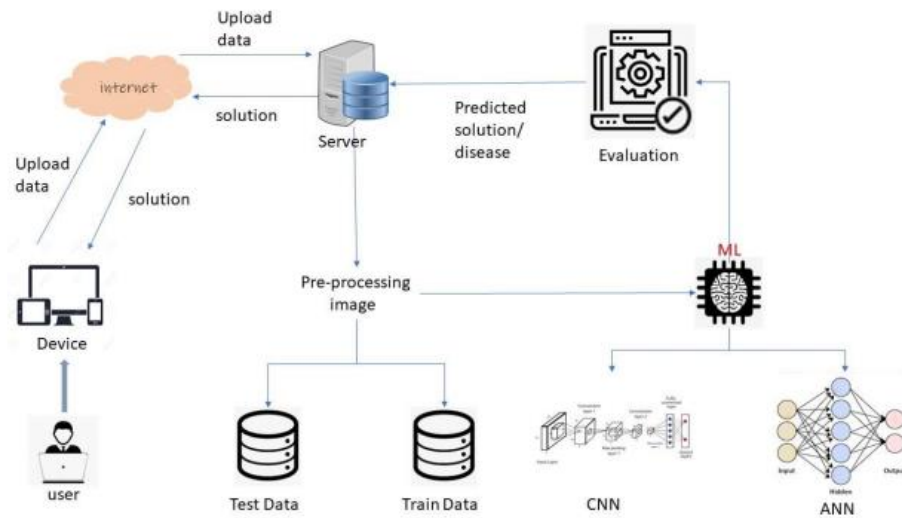 Upload
data
internet
solution
Server
Predicted
solution/
disease
Evaluation
Upload
data
solution
Device
user
Pre-processing
image
ML
Test Data
Train Data
CNN
Input
Hidden
Output
ANN